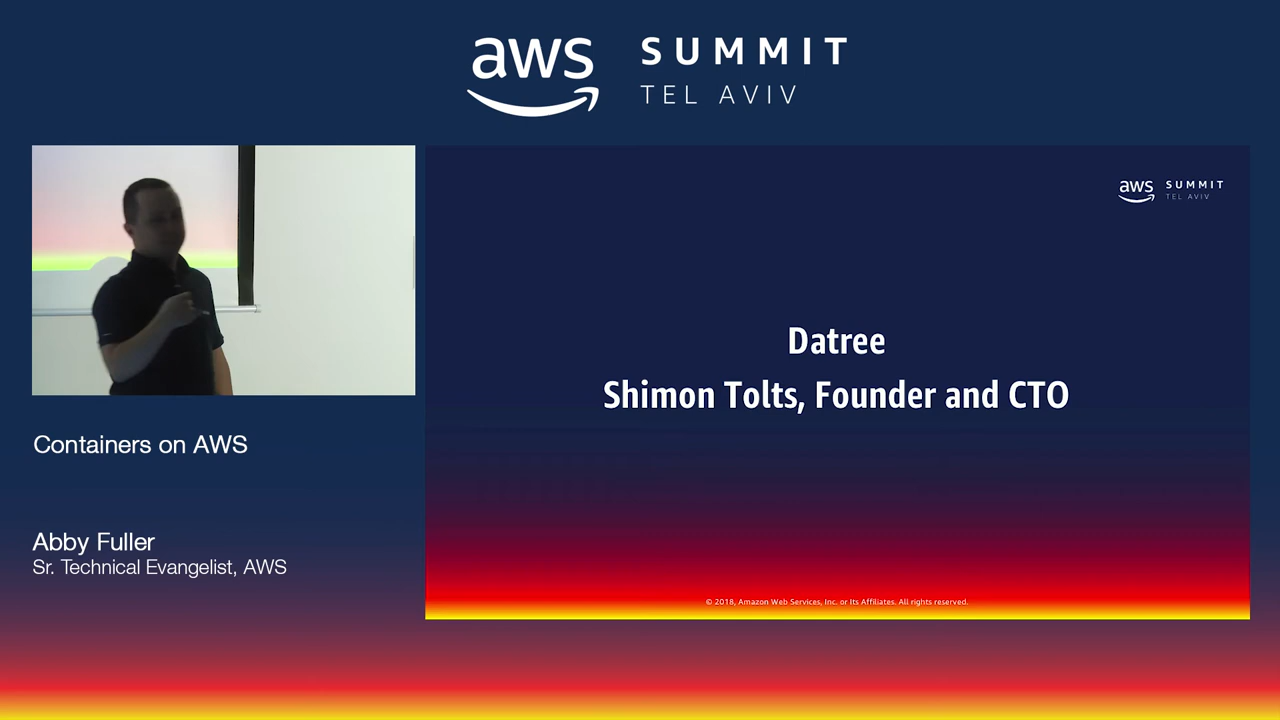 aws SUMMIT
TEL AVIV
aws SUMMIT
TEL AVIV
Datree
Shimon Tolts, Founder and CTO
Containers on AWS
Abby Fuller
Sr. Technical Evangelist, AWS
© 2018, Amazon Web Services, Inc. or Its Affiliates. All rights reserved.